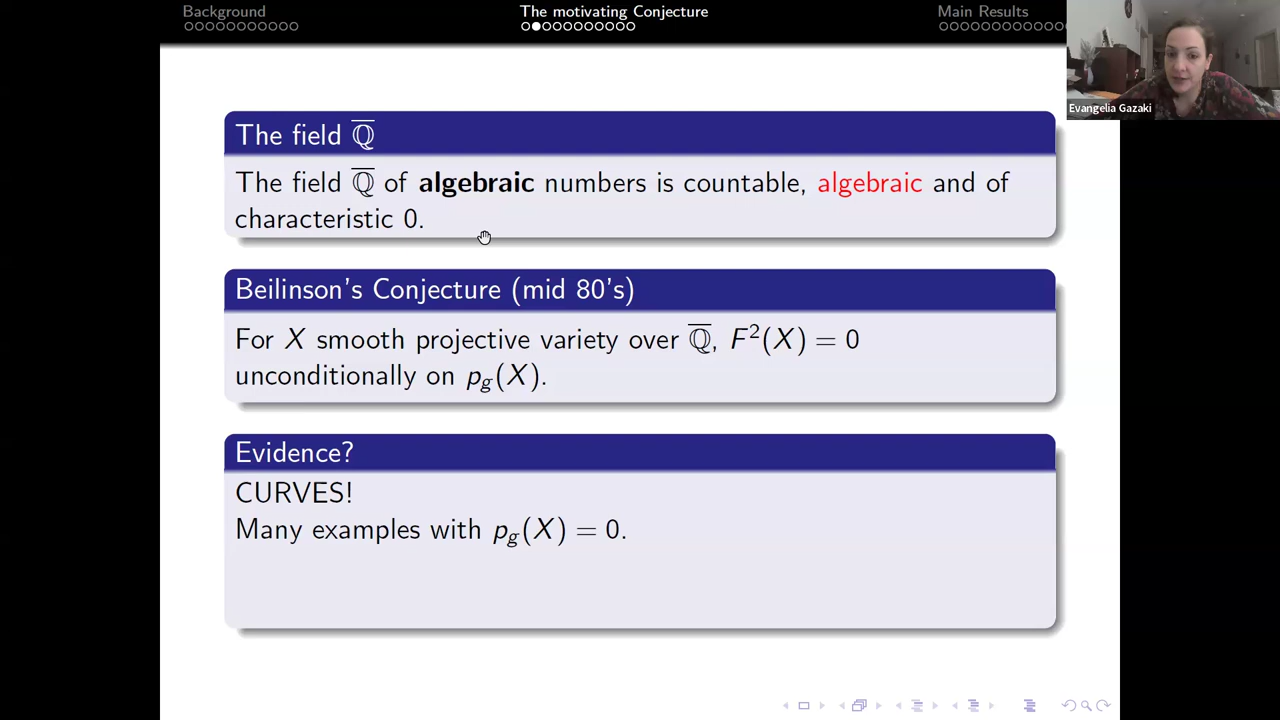 Background
The motivating Conjecture
Main Results
Evangelia Gazaki
The field ℚ̅
The field ℚ̅ of algebraic numbers is countable, algebraic and of
characteristic 0.
Beilinson's Conjecture (mid 80's)
For X smooth projective variety over ℚ̅, F²(X) = 0
unconditionally on p_g(X).
Evidence?
CURVES!
Many examples with p_g(X) = 0.